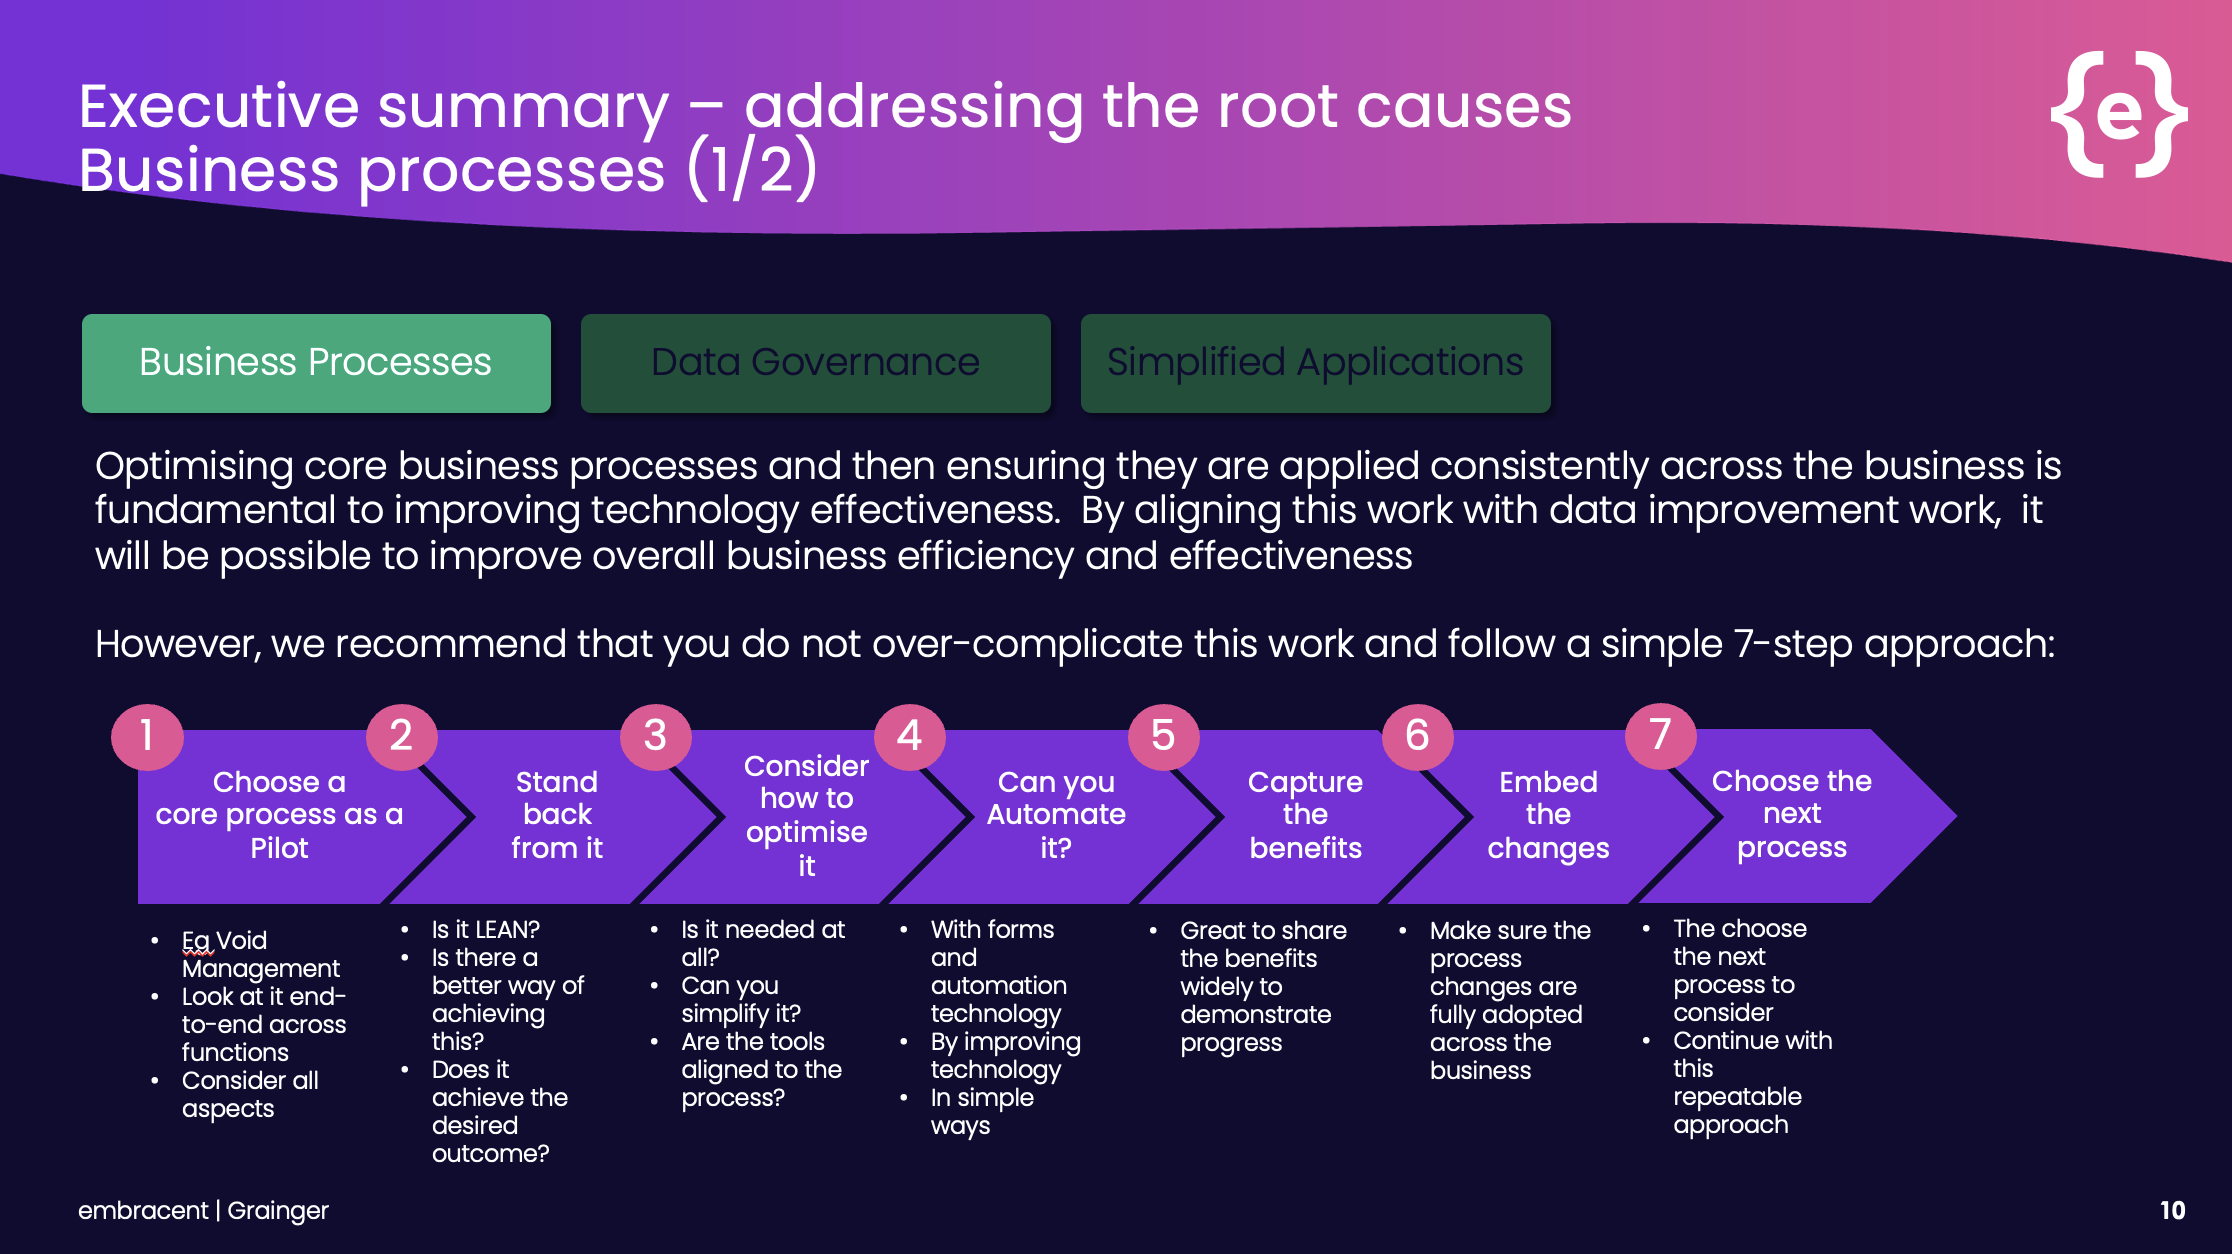 Executive summary – addressing the root causes
Business processes (1/2)
{e}
Business Processes
Data Governance
Simplified Applications
Optimising core business processes and then ensuring they are applied consistently across the business is
fundamental to improving technology effectiveness.  By aligning this work with data improvement work,  it
will be possible to improve overall business efficiency and effectiveness
However, we recommend that you do not over-complicate this work and follow a simple 7-step approach:
1
Choose a
core process as a
Pilot
• Eg Void
Management
• Look at it end-
to-end across
functions
• Consider all
aspects
2
Stand
back
from it
• Is it LEAN?
• Is there a
better way of
achieving
this?
• Does it
achieve the
desired
outcome?
3
Consider
how to
optimise
it
• Is it needed at
all?
• Can you
simplify it?
• Are the tools
aligned to the
process?
4
Can you
Automate
it?
• With forms
and
automation
technology
• By improving
technology
• In simple
ways
5
Capture
the
benefits
• Great to share
the benefits
widely to
demonstrate
progress
6
Embed
the
changes
• Make sure the
process
changes are
fully adopted
across the
business
7
Choose the
next
process
• The choose
the next
process to
consider
• Continue with
this
repeatable
approach
embracent | Grainger
10